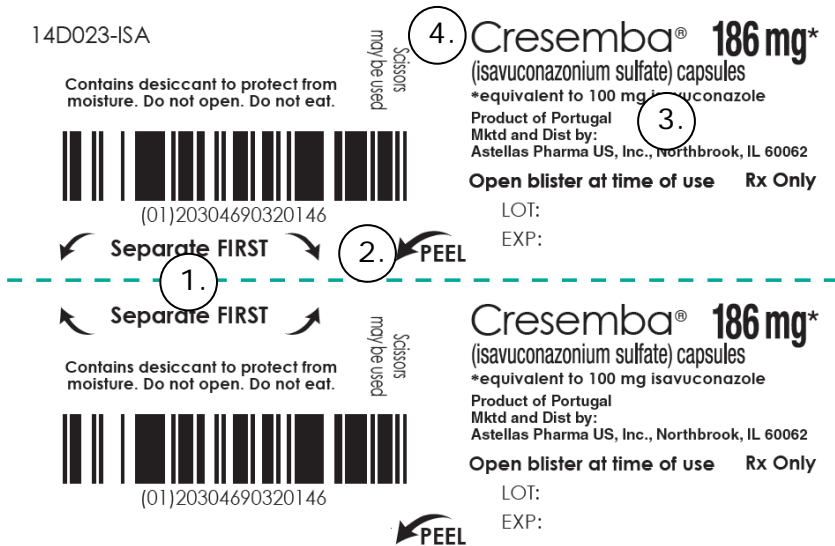 14D023-ISA
Scissors
may be used
4.
Cresemba® 186 mg*
(isavuconazonium sulfate) capsules
*equivalent to 100 mg isavuconazole
Contains desiccant to protect from
moisture. Do not open. Do not eat.
3.
Product of Portugal
Mktd and Dist by:
Astellas Pharma US, Inc., Northbrook, IL 60062
Open blister at time of use Rx Only
(01)20304690320146
LOT:
EXP:
Separate FIRST
2.
PEEL
1.
Separate FIRST
Scissors
may be used
Cresemba® 186 mg*
(isavuconazonium sulfate) capsules
*equivalent to 100 mg isavuconazole
Contains desiccant to protect from
moisture. Do not open. Do not eat.
Product of Portugal
Mktd and Dist by:
Astellas Pharma US, Inc., Northbrook, IL 60062
Open blister at time of use Rx Only
(01)20304690320146
LOT:
EXP:
PEEL